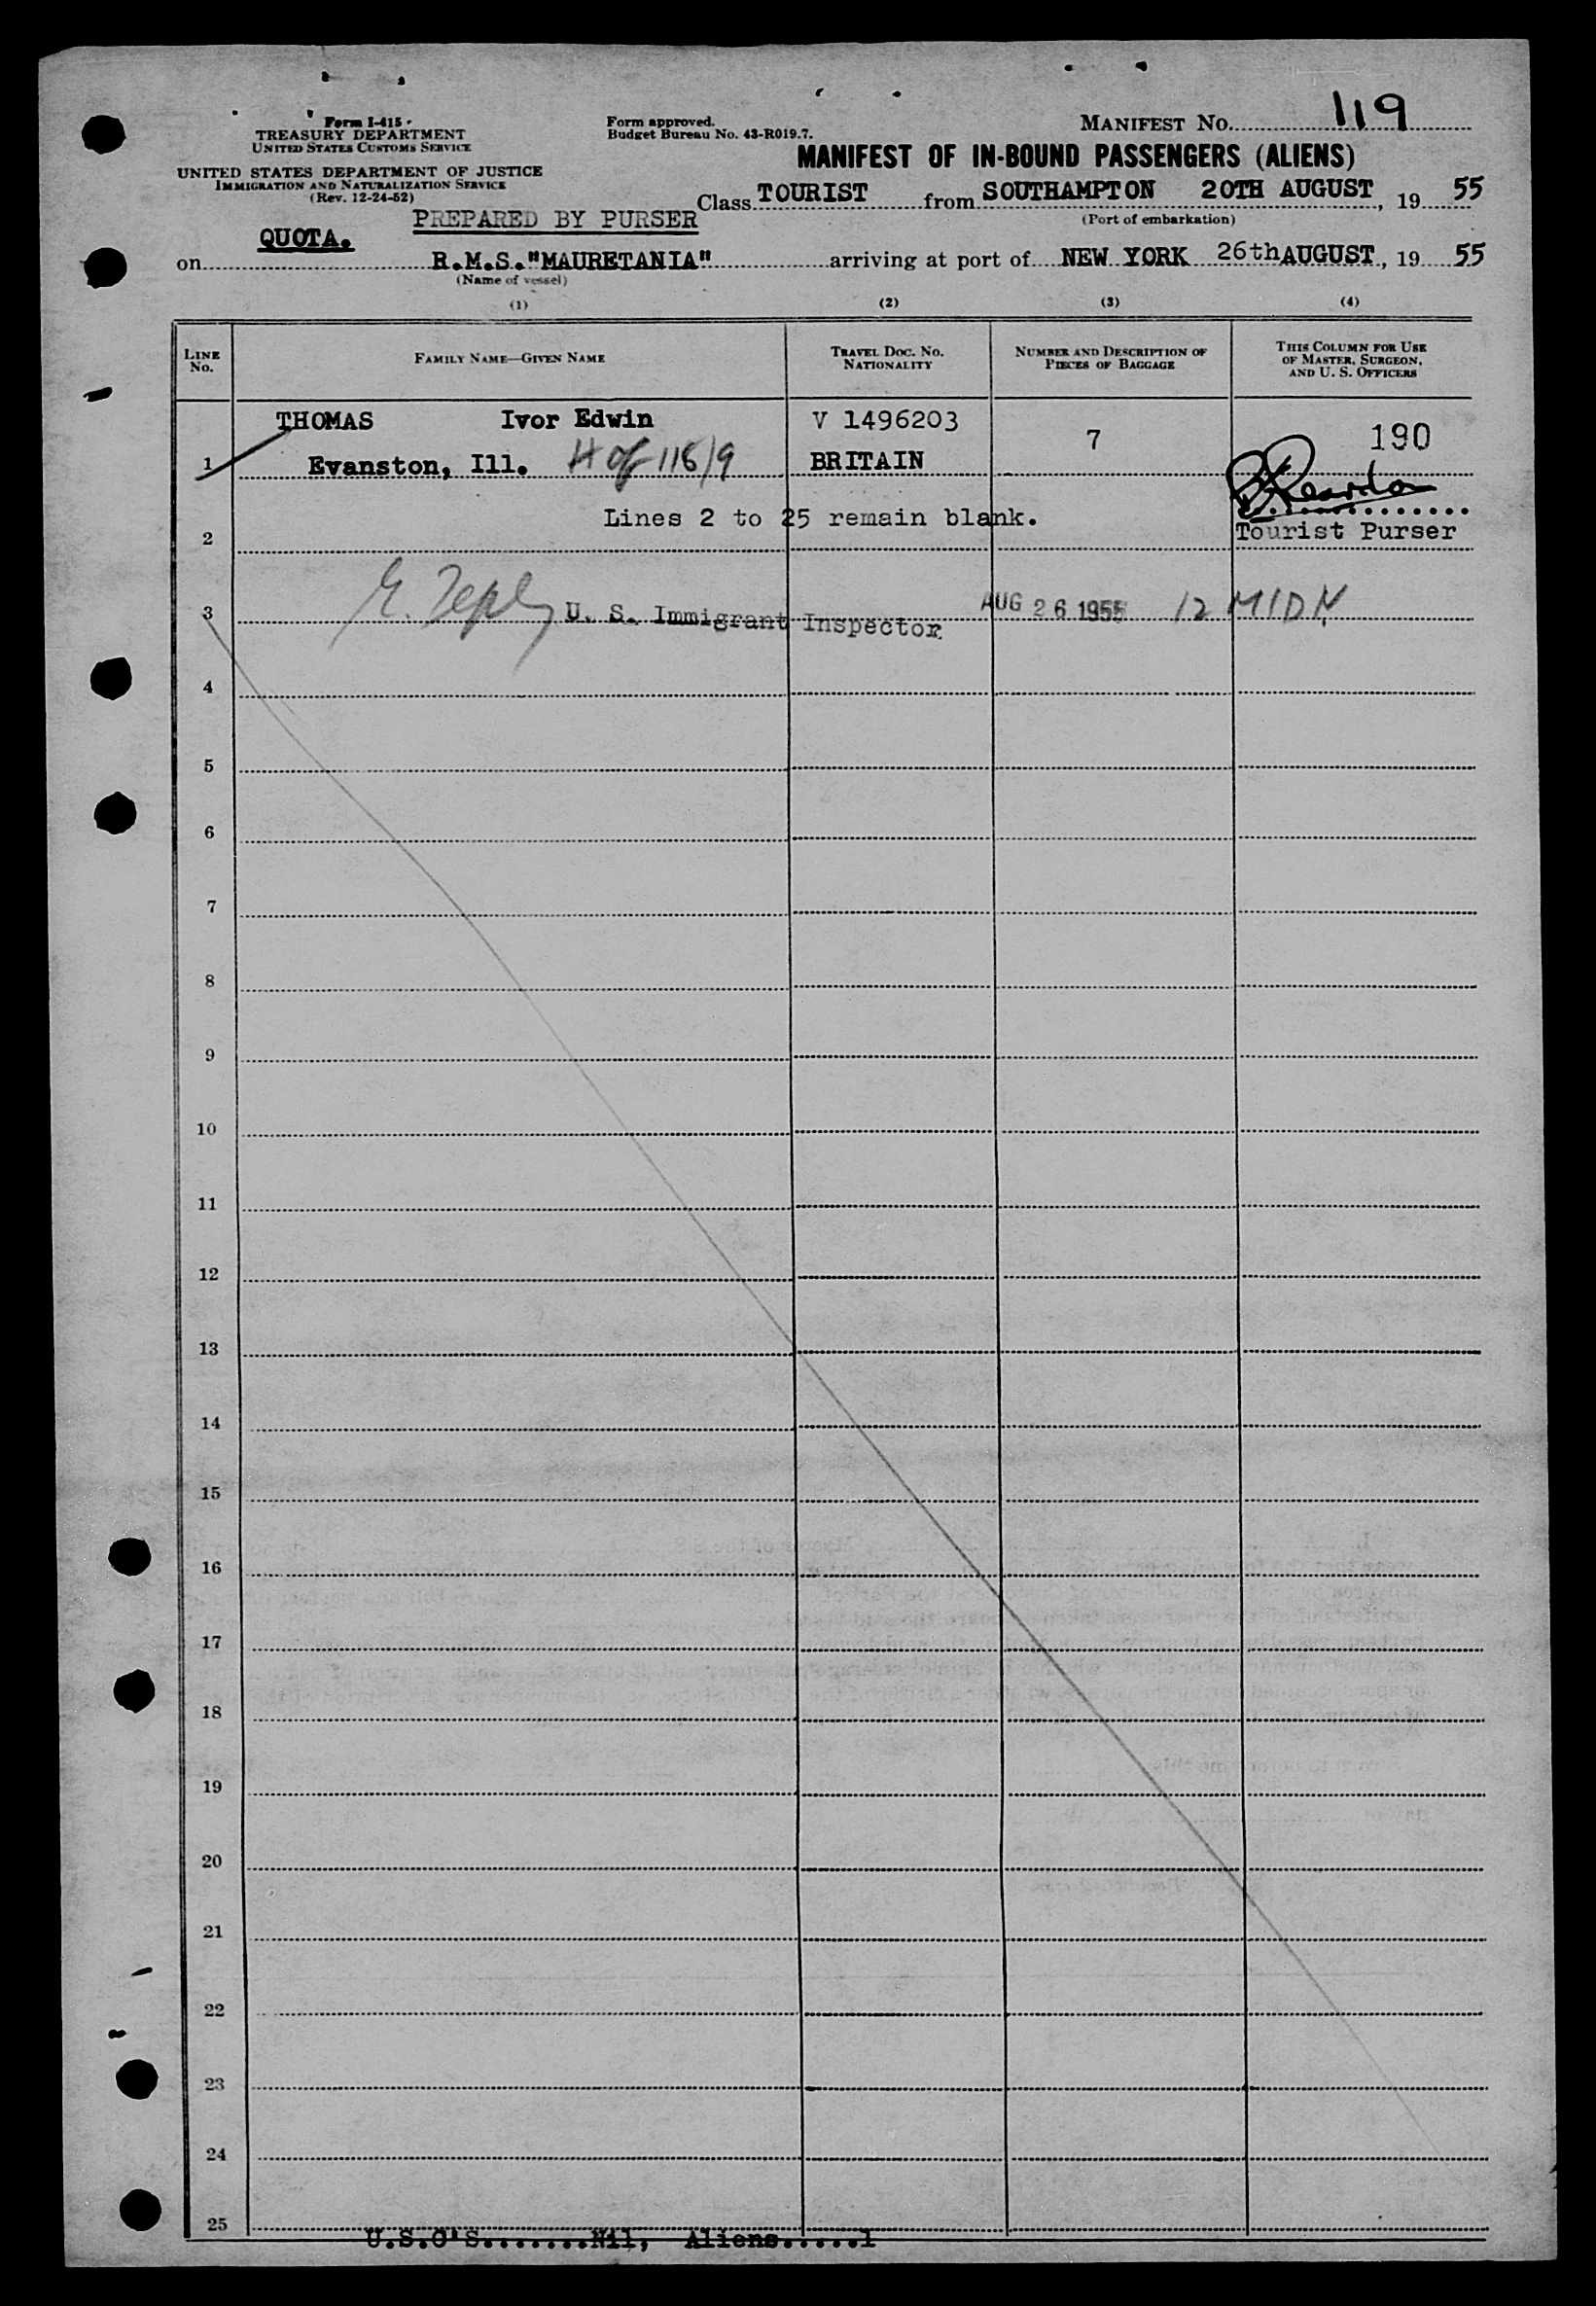 Form I-415
TREASURY DEPARTMENT
UNITED STATES CUSTOMS SERVICE
UNITED STATES DEPARTMENT OF JUSTICE
IMMIGRATION AND NATURALIZATION SERVICE
(Rev. 12-24-52)
Form approved.
Budget Bureau No. 43-R019.7.
MANIFEST No. 119
MANIFEST OF IN-BOUND PASSENGERS (ALIENS)
Class TOURIST from SOUTHAMPTON 20TH AUGUST, 19 55
(Port of embarkation)
PREPARED BY PURSER
QUOTA.
on R.M.S."MAURETANIA" arriving at port of NEW YORK 26th AUGUST, 19 55
(Name of vessel)
(1) (2) (3) (4)
LINE No.
FAMILY NAME—GIVEN NAME
TRAVEL DOC. NO.
NATIONALITY
NUMBER AND DESCRIPTION OF
PIECES OF BAGGAGE
THIS COLUMN FOR USE
OF MASTER, SURGEON,
AND U. S. OFFICERS
THOMAS Ivor Edwin V 1496203 7 190
1 Evanston, Ill. H of 118/9 BRITAIN
2 Lines 2 to 25 remain blank.
Tourist Purser
3 U. S. Immigrant Inspector AUG 26 1955 12 MIDN
4
5
6
7
8
9
10
11
12
13
14
15
16
17
18
19
20
21
22
23
24
25
U.S.C'S.......Nil, Aliens.....1